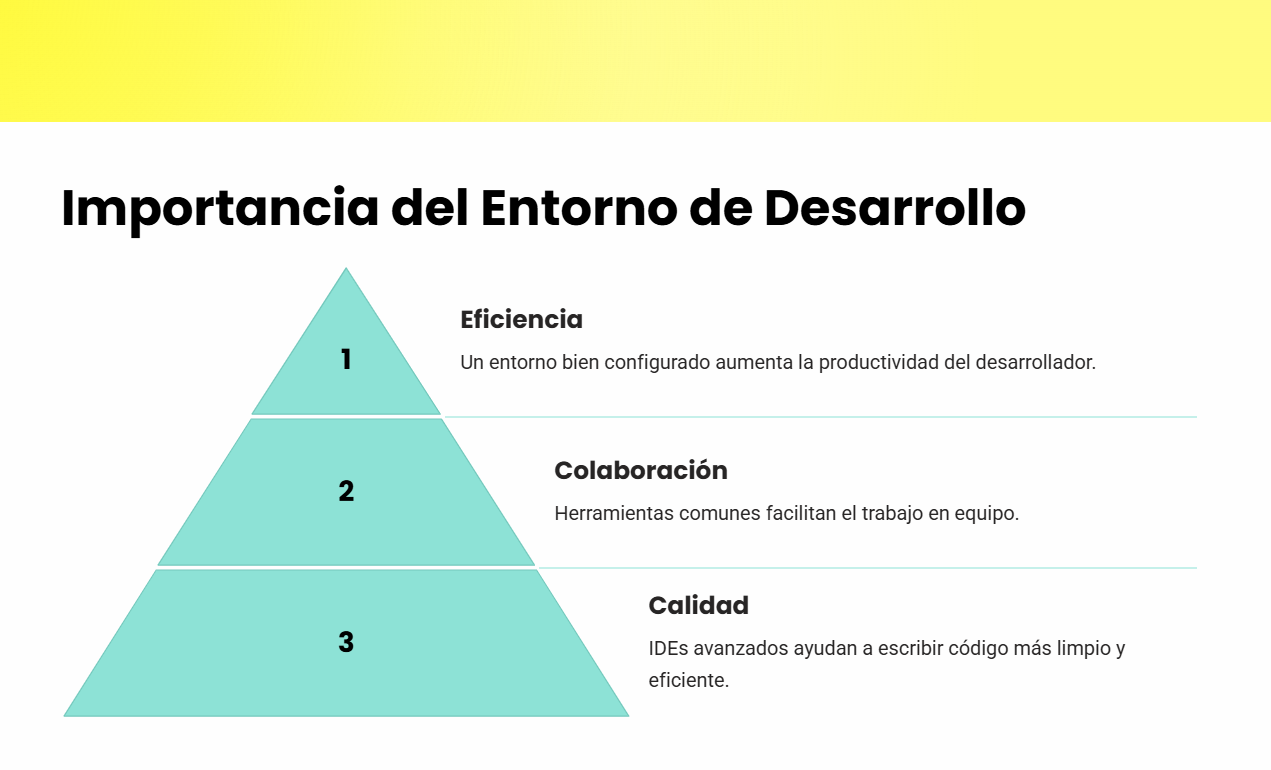 Importancia del Entorno de Desarrollo
1
Eficiencia
Un entorno bien configurado aumenta la productividad del desarrollador.
2
Colaboración
Herramientas comunes facilitan el trabajo en equipo.
3
Calidad
IDEs avanzados ayudan a escribir código más limpio y
eficiente.